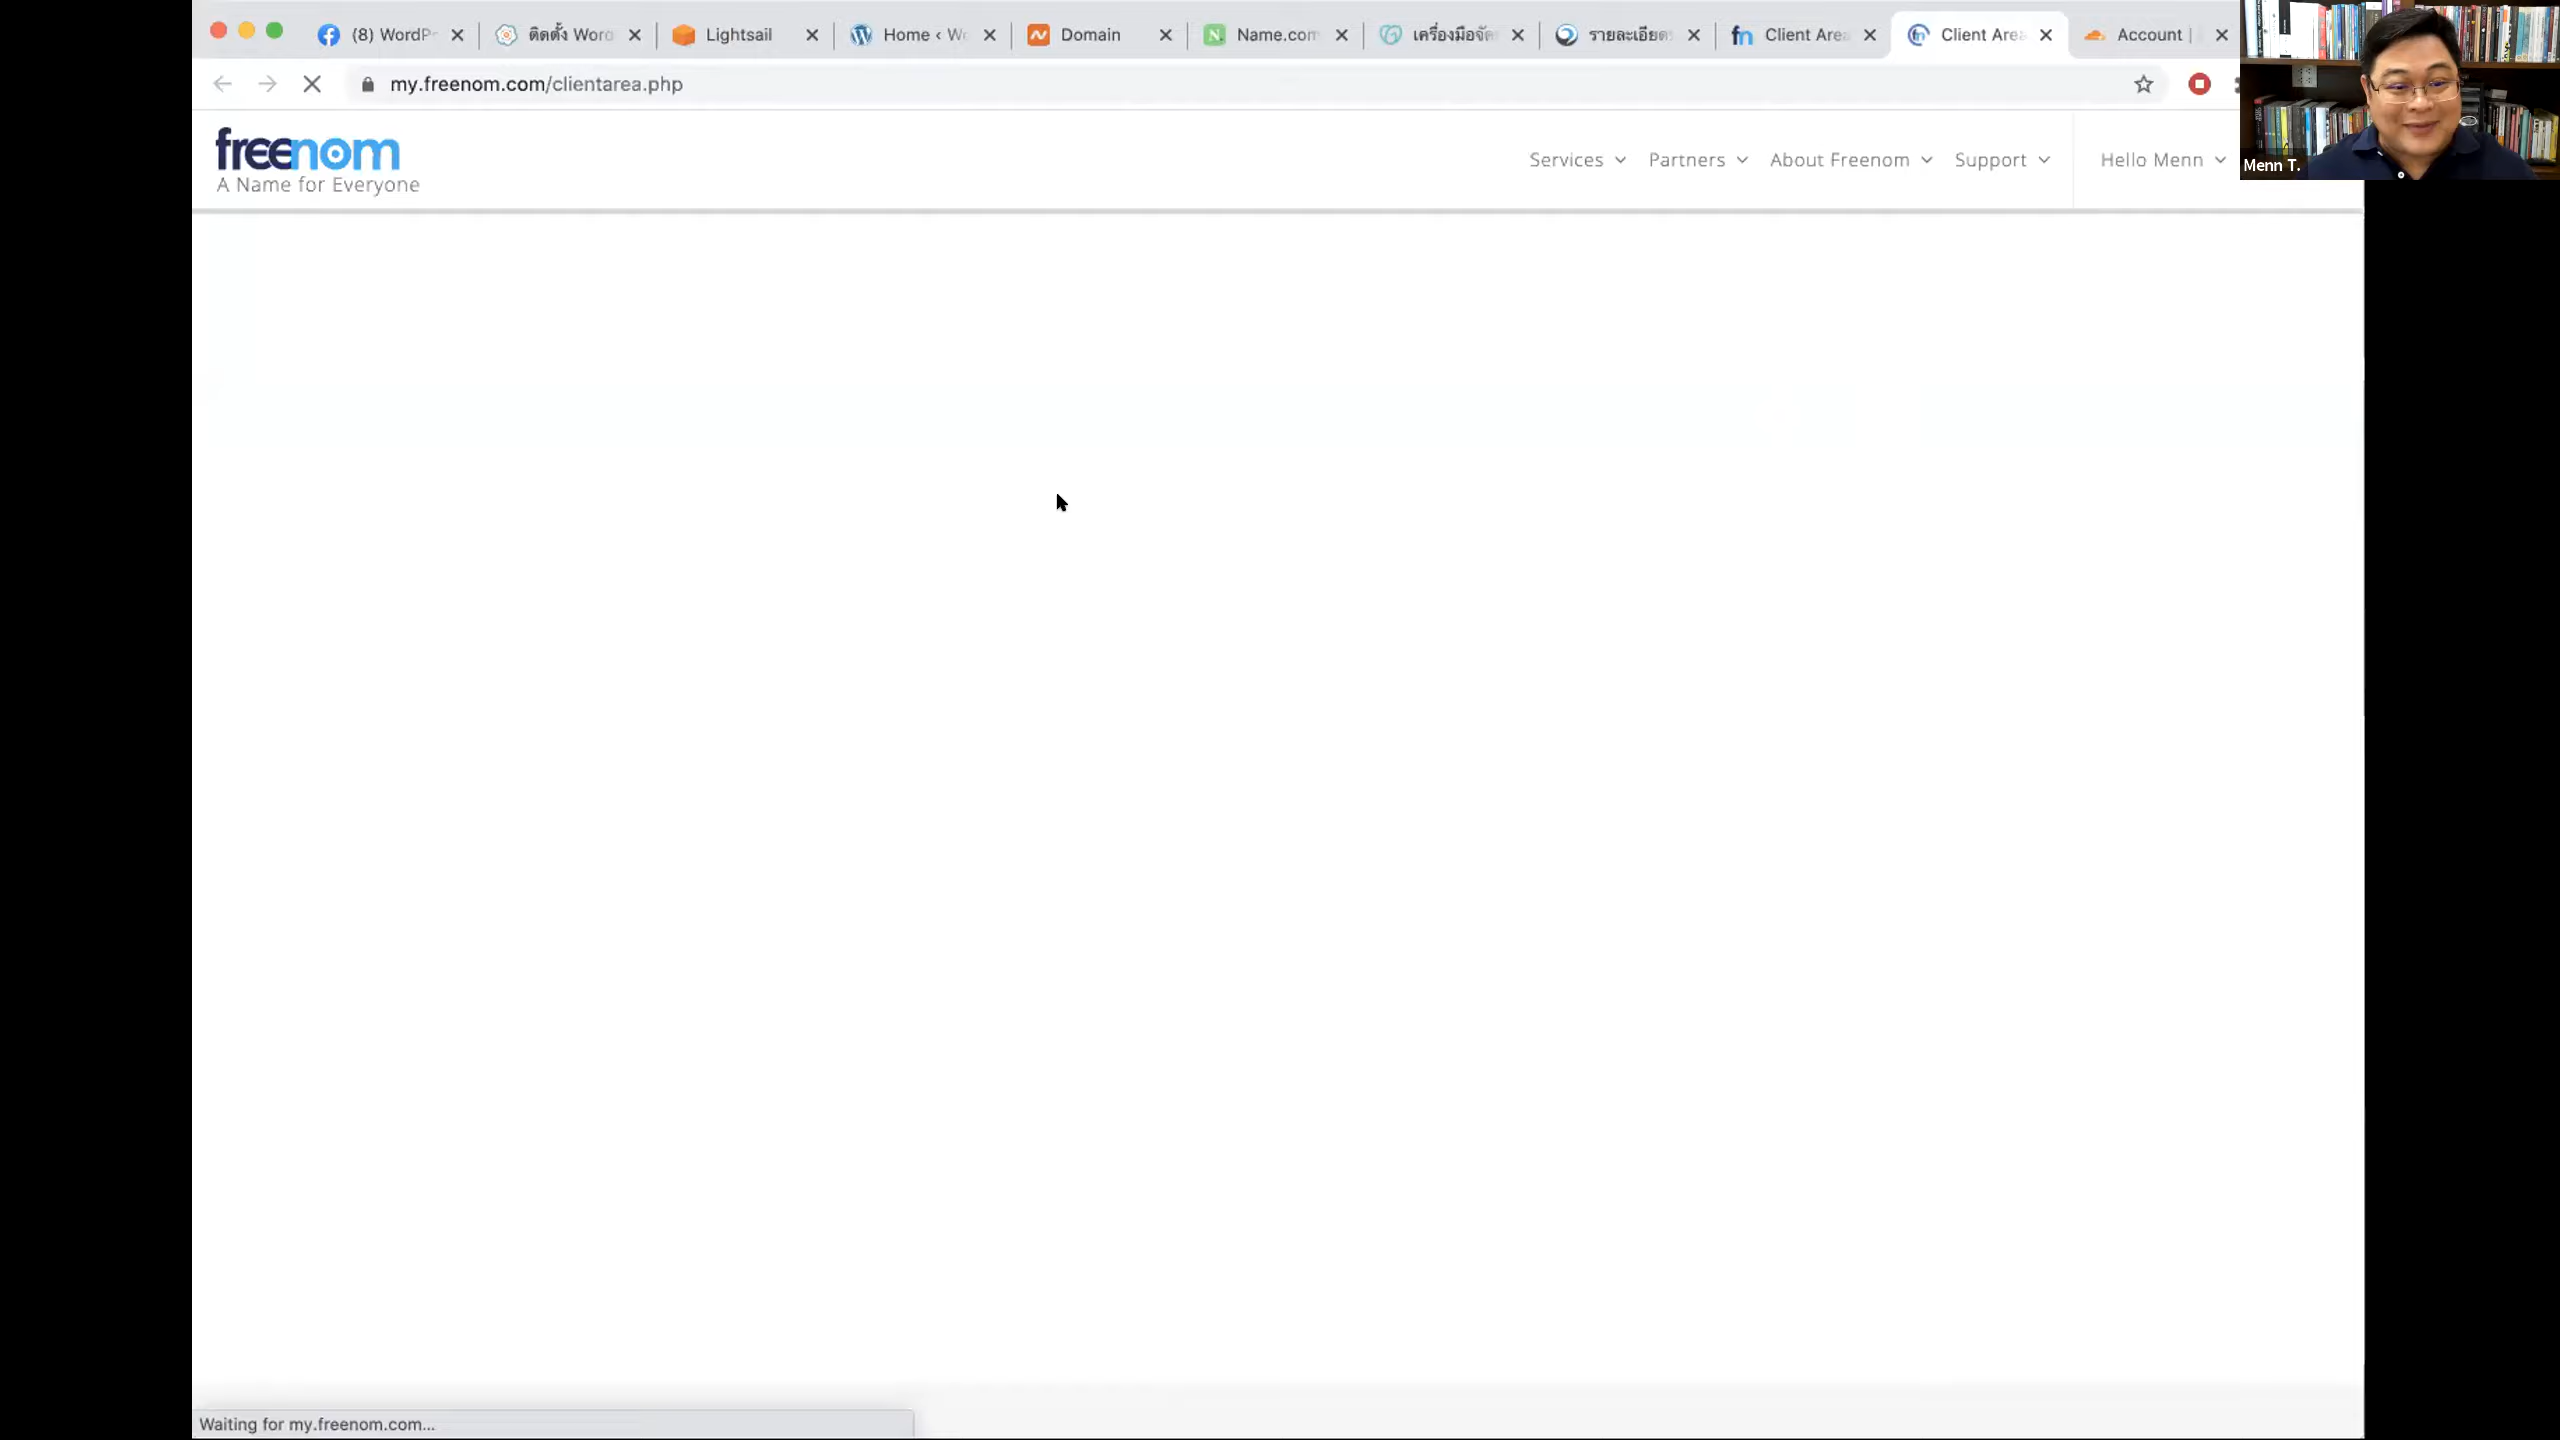 (8) WordP
ติดตั้ง Word
Lightsail
Home ‹ W
Domain
Name.com
เครื่องมือจัด
รายละเอียด
Client Area
Client Area
Account |
my.freenom.com/clientarea.php
freenom
A Name for Everyone
Services
Partners
About Freenom
Support
Hello Menn
Menn T.
Waiting for my.freenom.com...